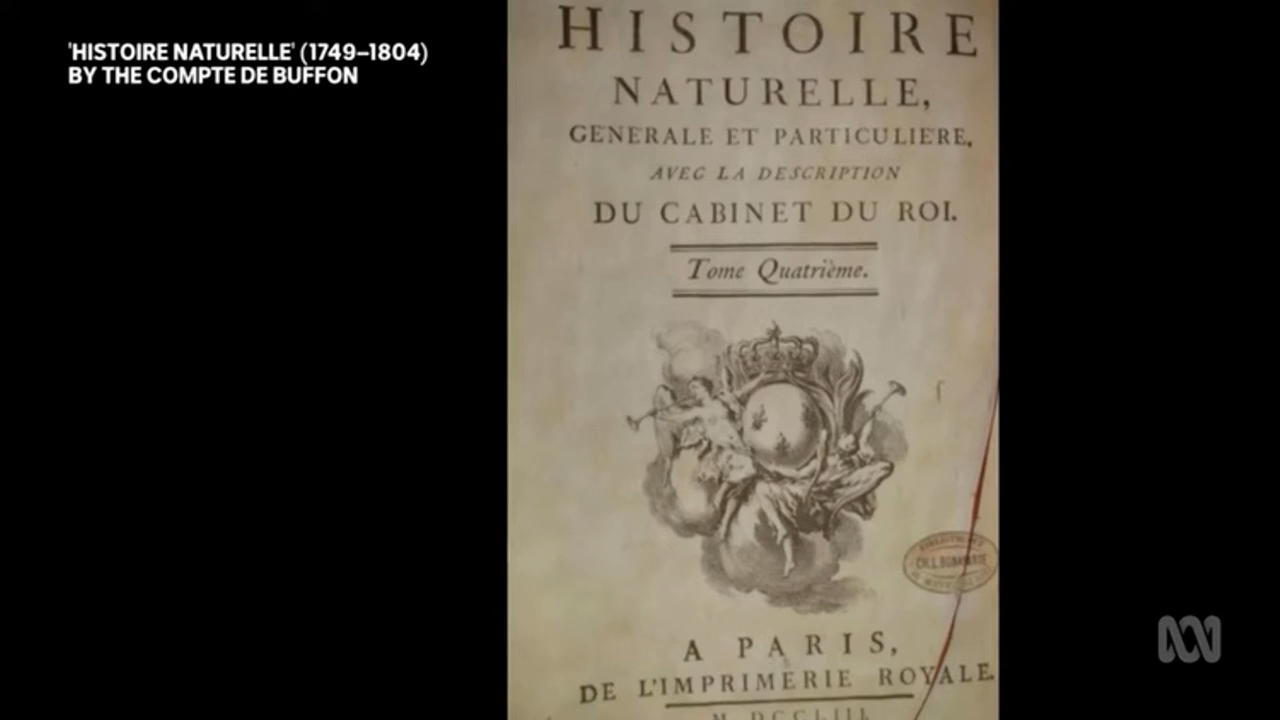 'HISTOIRE NATURELLE' (1749–1804)
BY THE COMPTE DE BUFFON
HISTOIRE
NATURELLE,
GENERALE ET PARTICULIERE,
AVEC LA DESCRIPTION
DU CABINET DU ROI.
Tome Quatrième.
A PARIS,
DE L'IMPRIMERIE ROYALE.
M. DCCLIII.